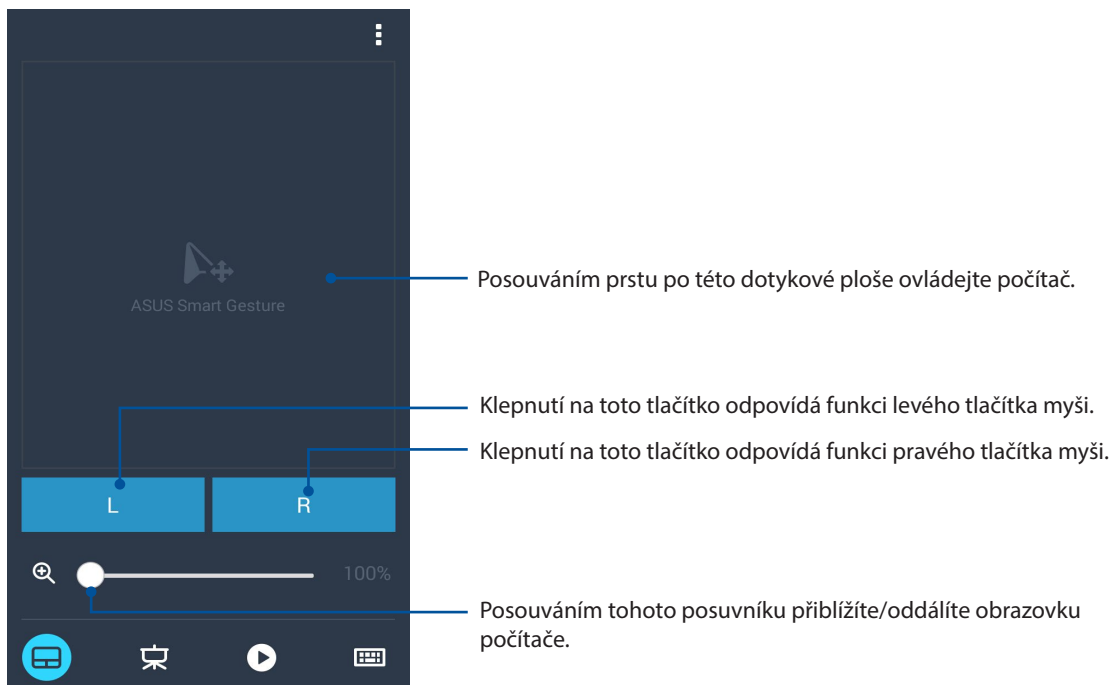 ASUS Smart Gesture
Posouváním prstu po této dotykové ploše ovládejte počítač.
Klepnutí na toto tlačítko odpovídá funkci levého tlačítka myši.
Klepnutí na toto tlačítko odpovídá funkci pravého tlačítka myši.
L
R
100%
Posouváním tohoto posuvníku přiblížíte/oddálíte obrazovku
počítače.